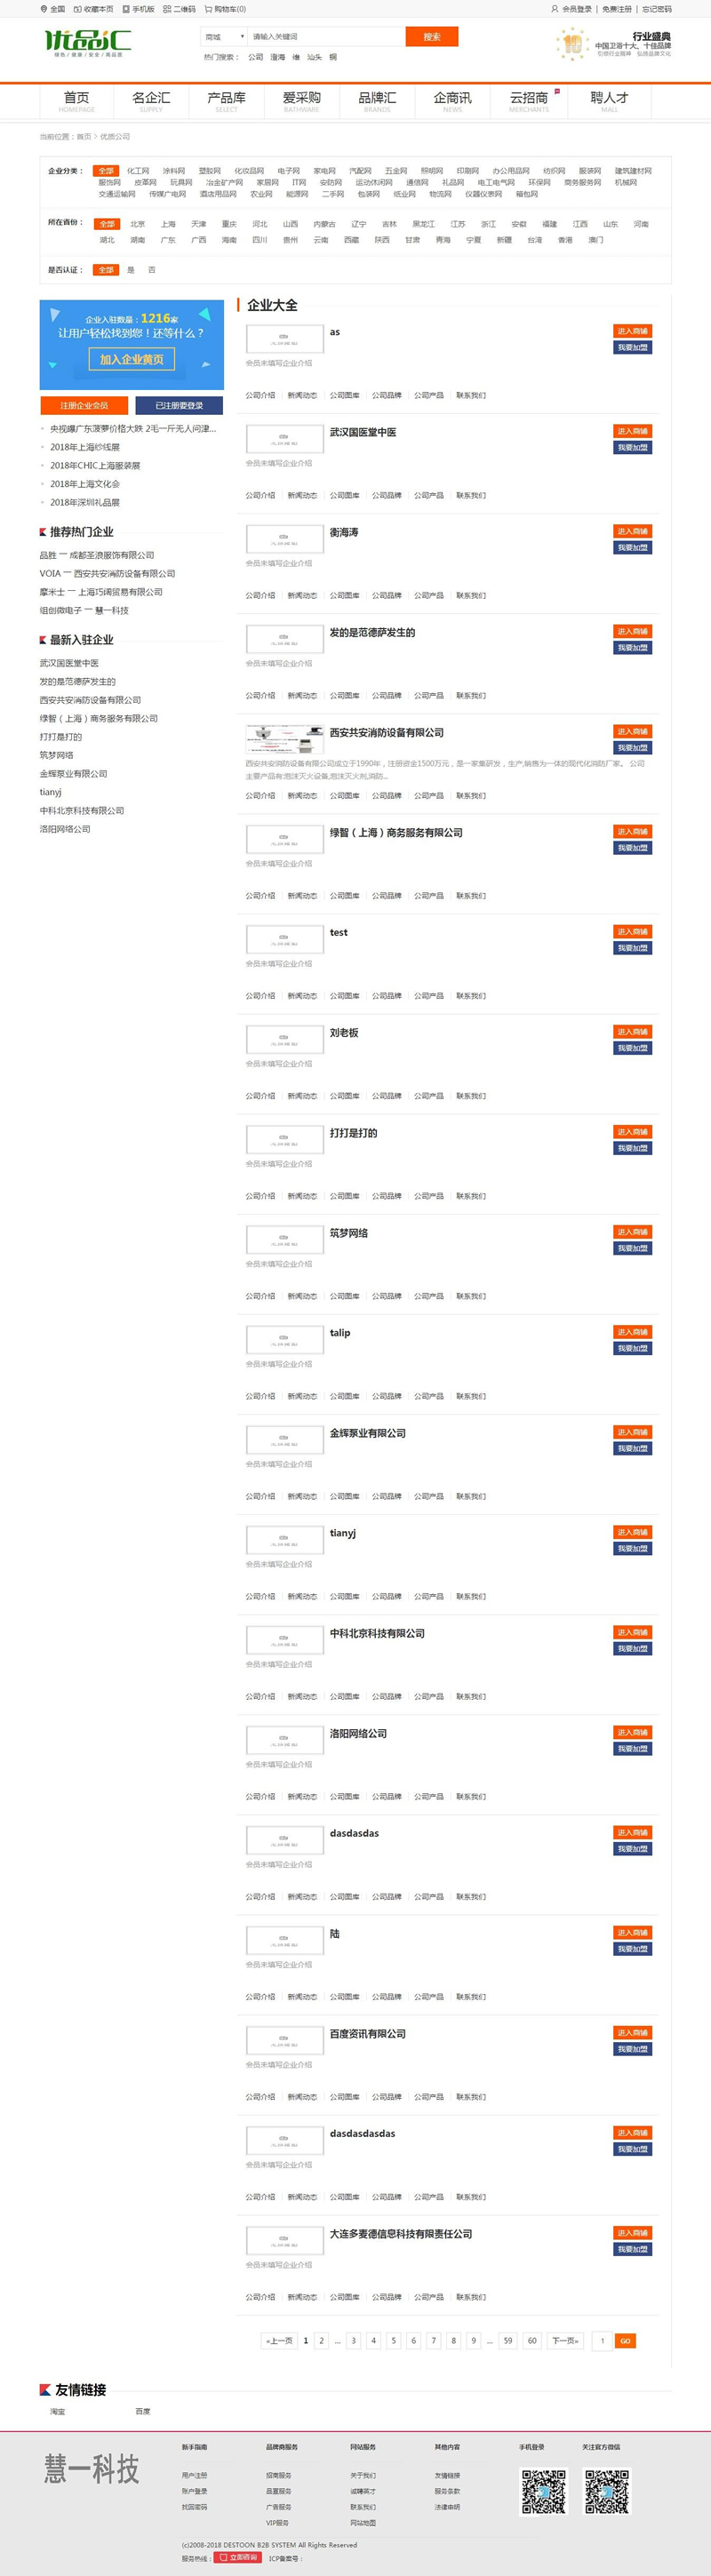 全国 收藏本页 手机版 二维码 购物车(0) 会员登录 | 免费注册 | 忘记密码
优品汇
绿色 / 健康 / 安全 / 高品质
商城 请输入关键词 搜索
热门搜索： 公司 澄海 维 汕头 铜
行业盛典
中国卫浴十大、十佳品牌
引领行业精神 弘扬品牌文化
首页 名企汇 产品库 爱采购 品牌汇 企商讯 云招商 聘人才
HOMEPAGE SUPPLY SELECT BATHWARE BRANDS NEWS MERCHANTS MALL
当前位置：首页 > 优质公司
企业分类： 全部 化工网 涂料网 塑胶网 化妆品网 电子网 家电网 汽配网 五金网 照明网 印刷网 办公用品网 纺织网 服装网 建筑建材网
服饰网 皮革网 玩具网 冶金矿产网 家居网 IT网 安防网 运动休闲网 通信网 礼品网 电工电气网 环保网 商务服务网 机械网
交通运输网 传媒广电网 酒店用品网 农业网 能源网 二手网 包装网 纸业网 物流网 仪器仪表网 箱包网
所在省份： 全部 北京 上海 天津 重庆 河北 山西 内蒙古 辽宁 吉林 黑龙江 江苏 浙江 安徽 福建 江西 山东 河南
湖北 湖南 广东 广西 海南 四川 贵州 云南 西藏 陕西 甘肃 青海 宁夏 新疆 台湾 香港 澳门
是否认证： 全部 是 否
企业入驻数量：1216家
让用户轻松找到您！还等什么？
加入企业黄页
注册企业会员 已注册要登录
央视曝广东菠萝价格大跌 2毛一斤无人问津...
2018年上海纱线展
2018年CHIC上海服装展
2018年上海文化会
2018年深圳礼品展
推荐热门企业
品胜 一 成都圣浪服饰有限公司
VOIA 一 西安共安消防设备有限公司
摩米士 一 上海巧阔贸易有限公司
组创微电子 一 慧一科技
最新入驻企业
武汉国医堂中医
发的是范德萨发生的
西安共安消防设备有限公司
绿智（上海）商务服务有限公司
打打是打的
筑梦网络
金辉泵业有限公司
tianyj
中科北京科技有限公司
洛阳网络公司
企业大全
as 进入商铺
我要加盟
会员未填写企业介绍
公司介绍 新闻动态 公司图库 公司品牌 公司产品 联系我们
武汉国医堂中医 进入商铺
我要加盟
会员未填写企业介绍
公司介绍 新闻动态 公司图库 公司品牌 公司产品 联系我们
衡海涛 进入商铺
我要加盟
会员未填写企业介绍
公司介绍 新闻动态 公司图库 公司品牌 公司产品 联系我们
发的是范德萨发生的 进入商铺
我要加盟
会员未填写企业介绍
公司介绍 新闻动态 公司图库 公司品牌 公司产品 联系我们
西安共安消防设备有限公司 进入商铺
我要加盟
西安共安消防设备有限公司成立于1990年，注册资金1500万元，是一家集研发，生产,销售为一体的现代化消防厂家。 公司
主要产品有:泡沫灭火设备,泡沫灭火剂,消防...
公司介绍 新闻动态 公司图库 公司品牌 公司产品 联系我们
绿智（上海）商务服务有限公司 进入商铺
我要加盟
会员未填写企业介绍
公司介绍 新闻动态 公司图库 公司品牌 公司产品 联系我们
test 进入商铺
我要加盟
会员未填写企业介绍
公司介绍 新闻动态 公司图库 公司品牌 公司产品 联系我们
刘老板 进入商铺
我要加盟
会员未填写企业介绍
公司介绍 新闻动态 公司图库 公司品牌 公司产品 联系我们
打打是打的 进入商铺
我要加盟
会员未填写企业介绍
公司介绍 新闻动态 公司图库 公司品牌 公司产品 联系我们
筑梦网络 进入商铺
我要加盟
会员未填写企业介绍
公司介绍 新闻动态 公司图库 公司品牌 公司产品 联系我们
talip 进入商铺
我要加盟
会员未填写企业介绍
公司介绍 新闻动态 公司图库 公司品牌 公司产品 联系我们
金辉泵业有限公司 进入商铺
我要加盟
会员未填写企业介绍
公司介绍 新闻动态 公司图库 公司品牌 公司产品 联系我们
tianyj 进入商铺
我要加盟
会员未填写企业介绍
公司介绍 新闻动态 公司图库 公司品牌 公司产品 联系我们
中科北京科技有限公司 进入商铺
我要加盟
会员未填写企业介绍
公司介绍 新闻动态 公司图库 公司品牌 公司产品 联系我们
洛阳网络公司 进入商铺
我要加盟
会员未填写企业介绍
公司介绍 新闻动态 公司图库 公司品牌 公司产品 联系我们
dasdasdas 进入商铺
我要加盟
会员未填写企业介绍
公司介绍 新闻动态 公司图库 公司品牌 公司产品 联系我们
陆 进入商铺
我要加盟
会员未填写企业介绍
公司介绍 新闻动态 公司图库 公司品牌 公司产品 联系我们
百度资讯有限公司 进入商铺
我要加盟
会员未填写企业介绍
公司介绍 新闻动态 公司图库 公司品牌 公司产品 联系我们
dasdasdasdas 进入商铺
我要加盟
会员未填写企业介绍
公司介绍 新闻动态 公司图库 公司品牌 公司产品 联系我们
大连多麦德信息科技有限责任公司 进入商铺
我要加盟
会员未填写企业介绍
公司介绍 新闻动态 公司图库 公司品牌 公司产品 联系我们
«上一页 1 2 ... 3 4 5 6 7 8 9 ... 59 60 下一页» 1 GO
友情链接
淘宝 百度
慧一科技
新手指南 品牌商服务 网站服务 其他内容 手机登录 关注官方微信
用户注册 招商服务 关于我们 友情链接
账户登录 品宣服务 诚聘英才 服务条款
找回密码 广告服务 联系我们 法律申明
VIP服务 网站地图
(c)2008-2018 DESTOON B2B SYSTEM All Rights Reserved
服务热线： 立即咨询 ICP备案号：